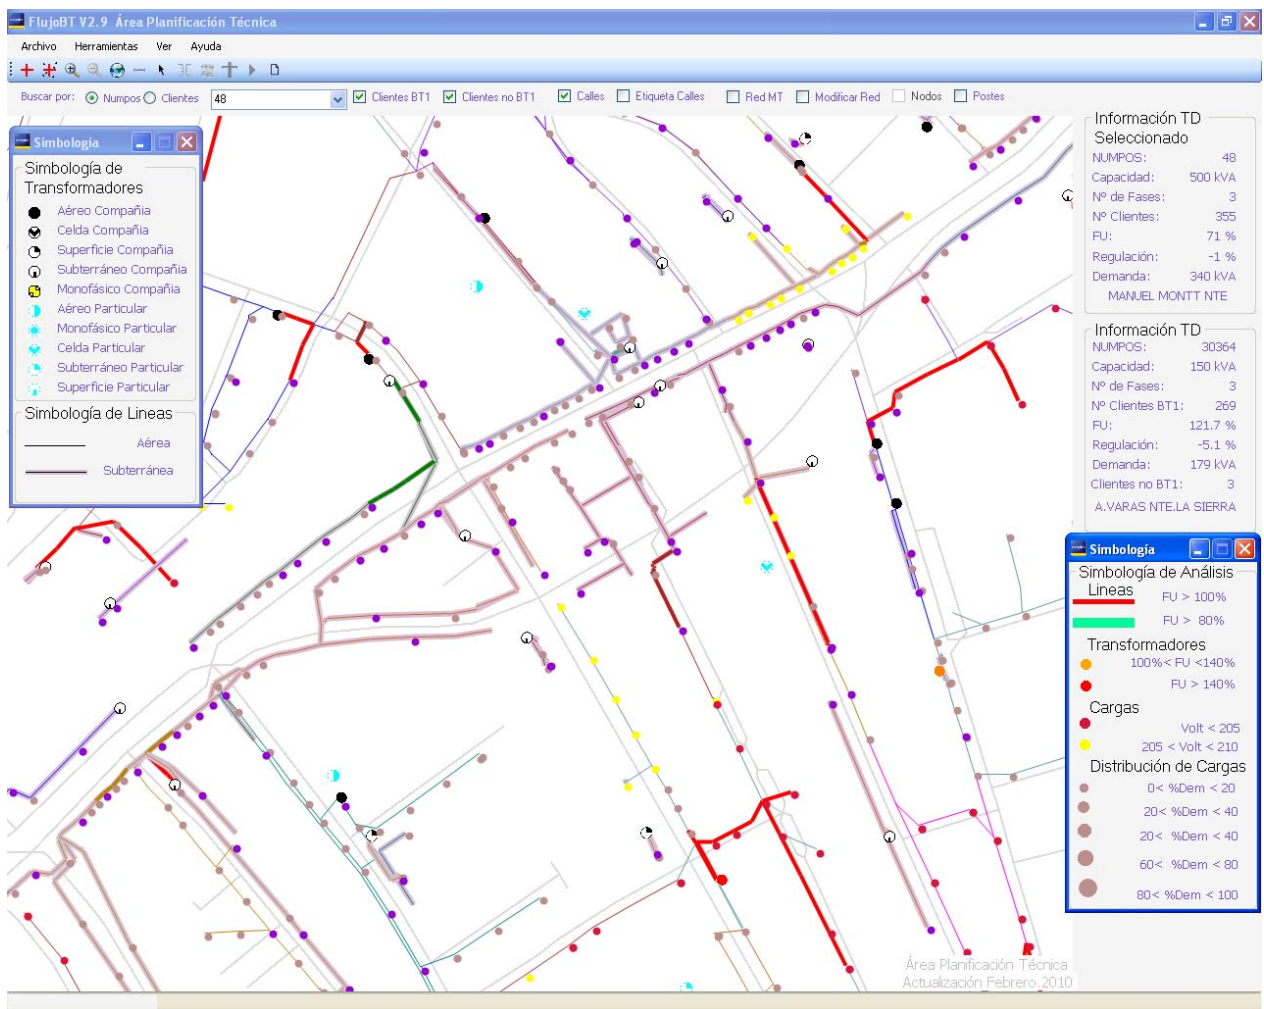 FlujoBT V2.9 Área Planificación Técnica
Archivo Herramientas Ver Ayuda
Buscar por: Numpos Clientes 48 Clientes BT1 Clientes no BT1 Calles Etiqueta Calles Red MT Modificar Red Nodos Postes
Simbología
Simbología de
Transformadores
Aéreo Compañia
Celda Compañia
Superficie Compañia
Subterráneo Compañia
Monofásico Compañia
Aéreo Particular
Monofásico Particular
Celda Particular
Subterráneo Particular
Superficie Particular
Simbología de Lineas
Aérea
Subterránea
Información TD
Seleccionado
NUMPOS: 48
Capacidad: 500 kVA
Nº de Fases: 3
Nº Clientes: 355
FU: 71 %
Regulación: -1 %
Demanda: 340 kVA
MANUEL MONTT NTE
Información TD
NUMPOS: 30364
Capacidad: 150 kVA
Nº de Fases: 3
Nº Clientes BT1: 269
FU: 121.7 %
Regulación: -5.1 %
Demanda: 179 kVA
Clientes no BT1: 3
A.VARAS NTE.LA SIERRA
Simbología
Simbología de Análisis
Lineas
FU > 100%
FU > 80%
Transformadores
100%< FU <140%
FU > 140%
Cargas
Volt < 205
205 < Volt < 210
Distribución de Cargas
0< %Dem < 20
20< %Dem < 40
20< %Dem < 40
60< %Dem < 80
80< %Dem < 100
Área Planificación Técnica
Actualización Febrero 2010